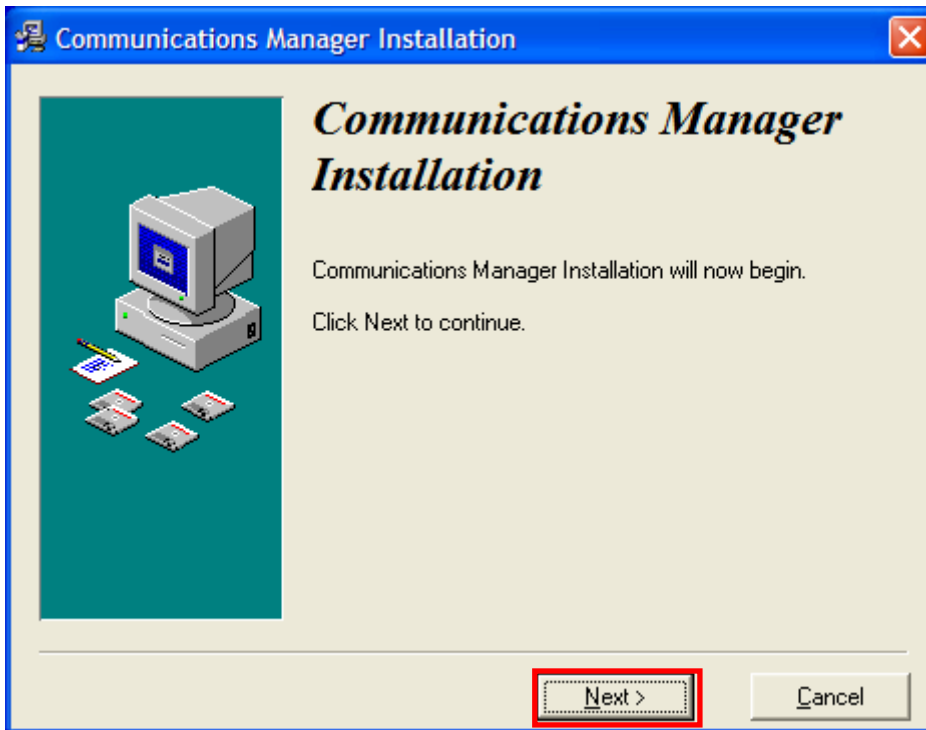 Communications Manager Installation
Communications Manager
Installation
Communications Manager Installation will now begin.
Click Next to continue.
Next >
Cancel